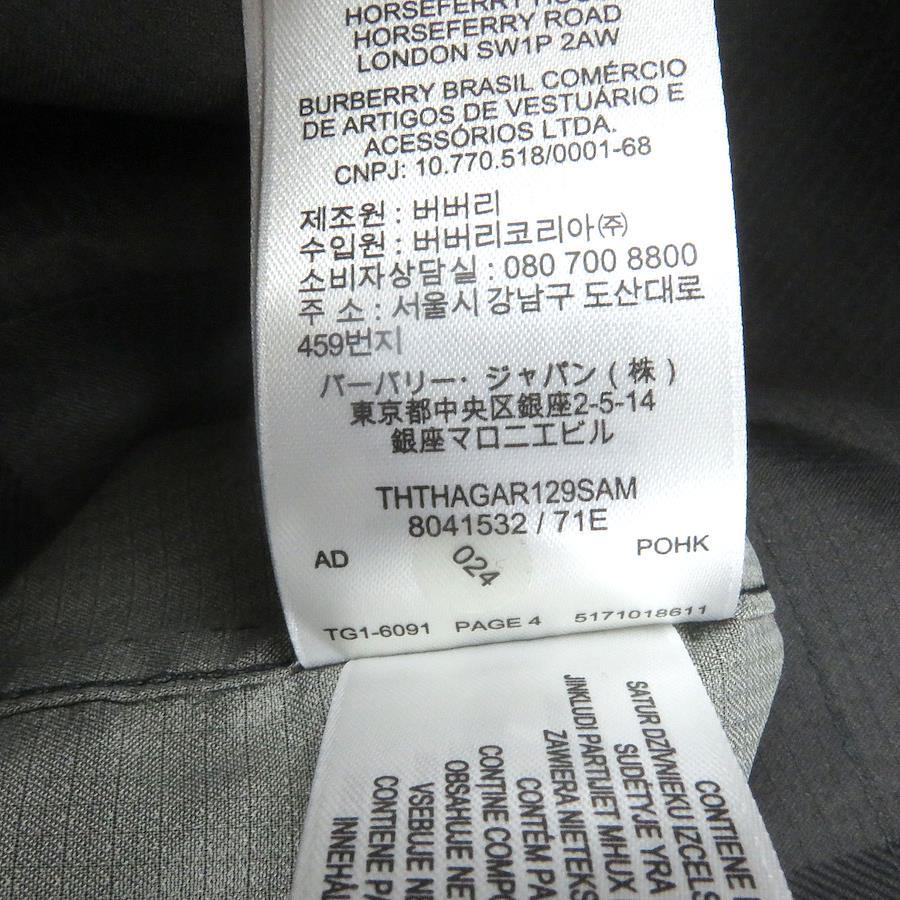 HORSEFERRY
HORSEFERRY ROAD
LONDON SW1P 2AW
BURBERRY BRASIL COMÉRCIO
DE ARTIGOS DE VESTUÁRIO E
ACESSÓRIOS LTDA.
CNPJ: 10.770.518/0001-68
제조원 : 버버리
수입원 : 버버리코리아㈜
소비자상담실 : 080 700 8800
주 소 : 서울시 강남구 도산대로
459번지
バーバリー· ジャパン ( 株 )
東京都中央区銀座2-5-14
銀座マロニエビル
THTHAGAR129SAM
8041532 / 71E
AD 024 POHK
TG1-6091 PAGE 4 5171018611
CONTIENE
SATUR DZĪVNIEKU IZCELS
SUDĖTYJE YRA
JINKLUDI PARTIJIET MHUX
ZAWIERA NIETEKS
CONTÉM PA
CONTINE COMP
OBSAHUJE NE
VSEBUJE NE
CONTIENE PA
INNEHÅ